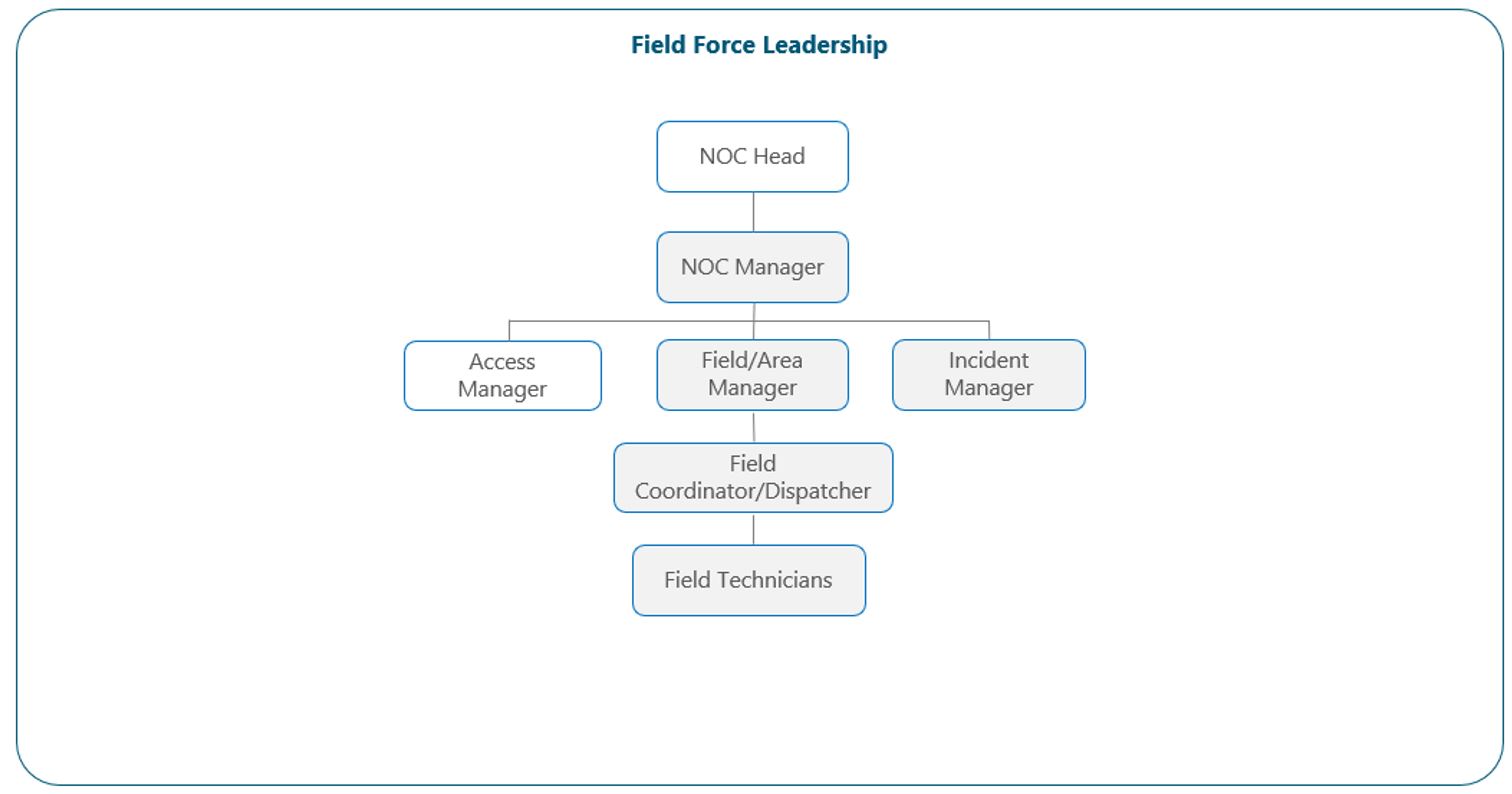 Field Force Leadership
NOC Head
NOC Manager
Access
Manager
Field/Area
Manager
Incident
Manager
Field
Coordinator/Dispatcher
Field Technicians